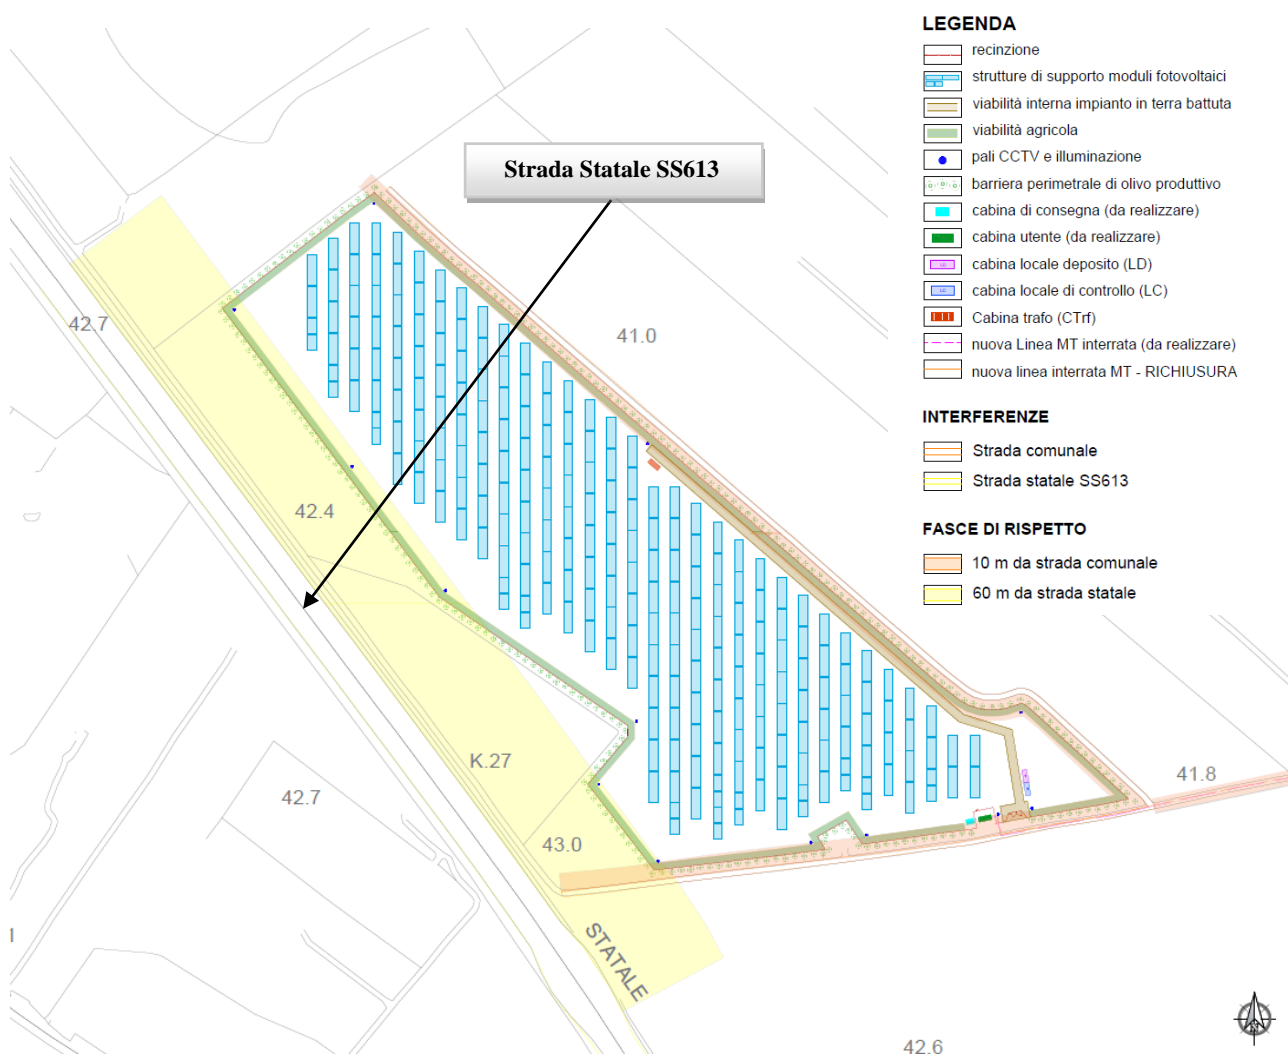 LEGENDA
recinzione
strutture di supporto moduli fotovoltaici
viabilità interna impianto in terra battuta
viabilità agricola
pali CCTV e illuminazione
barriera perimetrale di olivo produttivo
cabina di consegna (da realizzare)
cabina utente (da realizzare)
cabina locale deposito (LD)
cabina locale di controllo (LC)
Cabina trafo (CTrf)
nuova Linea MT interrata (da realizzare)
nuova linea interrata MT - RICHIUSURA
INTERFERENZE
Strada comunale
Strada statale SS613
FASCE DI RISPETTO
10 m da strada comunale
60 m da strada statale
Strada Statale SS613
42.7
41.0
42.4
K.27
42.7
41.8
43.0
STATALE
42.6